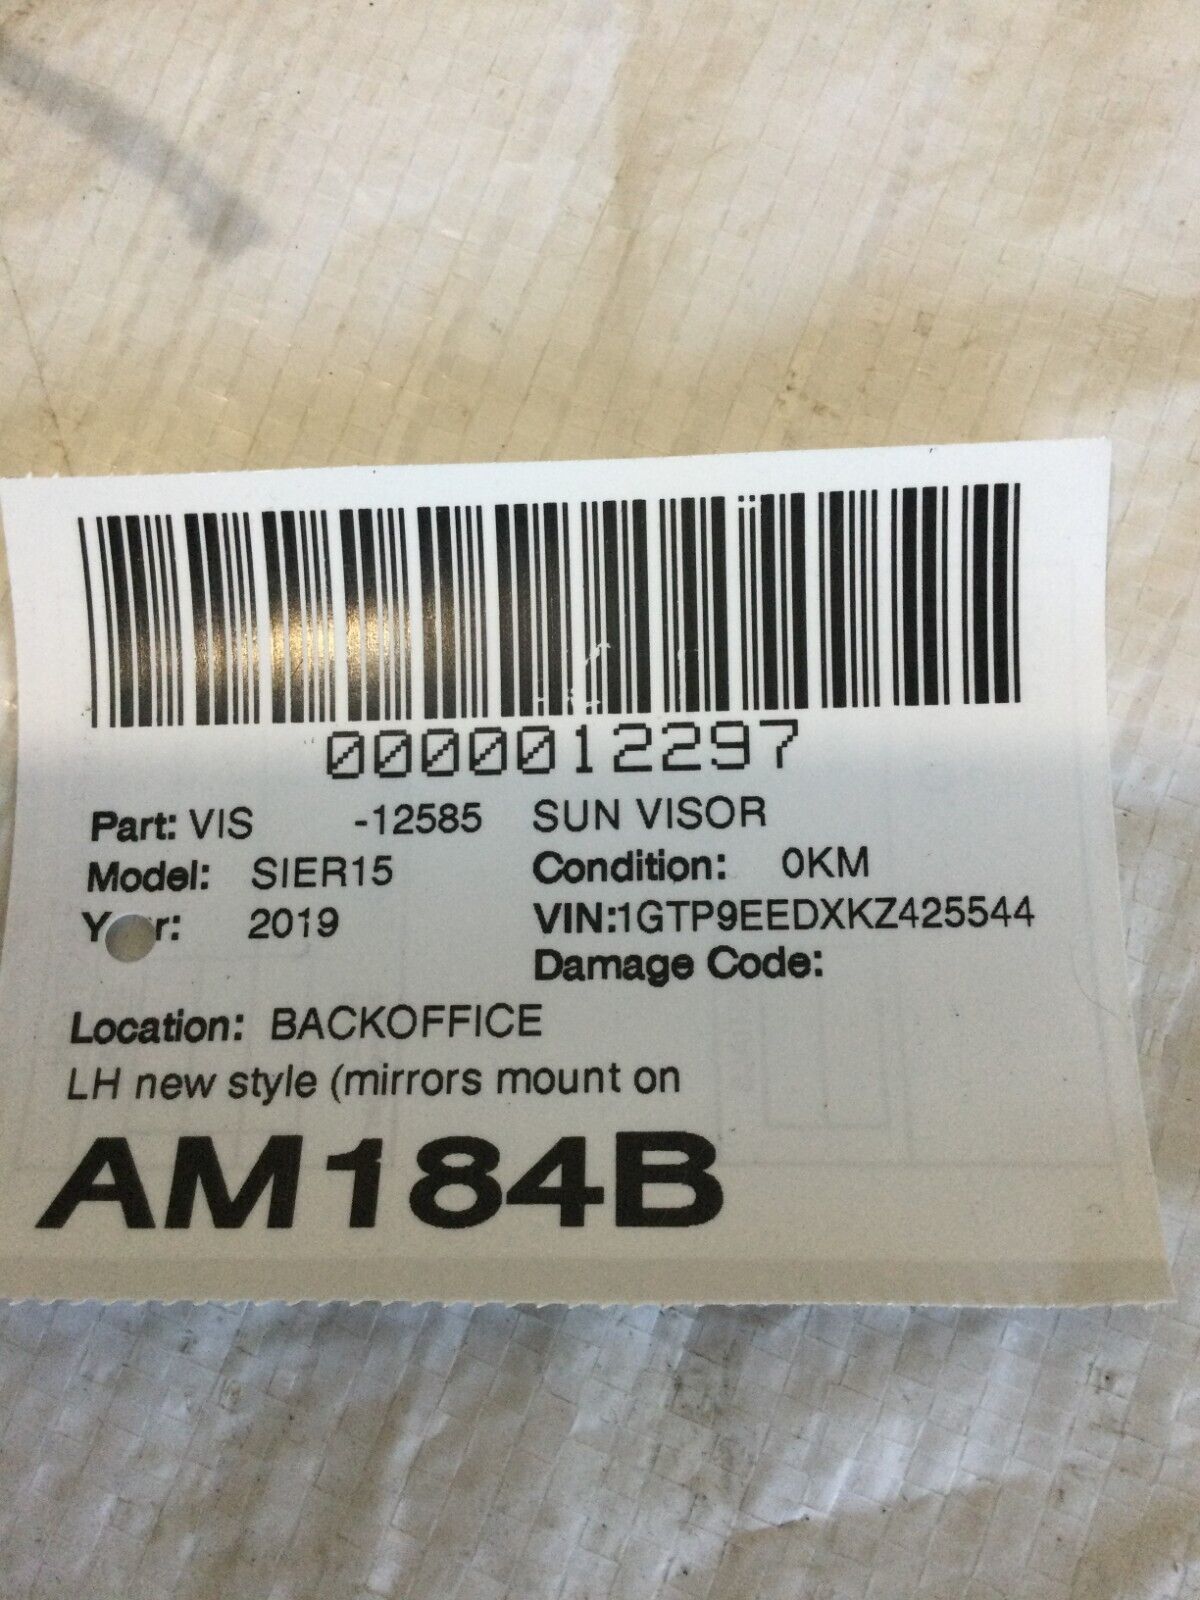 0000012297
Part: VIS -12585 SUN VISOR
Model: SIER15 Condition: 0KM
Y r: 2019 VIN:1GTP9EEDXKZ425544
Damage Code:
Location: BACKOFFICE
LH new style (mirrors mount on
AM184B